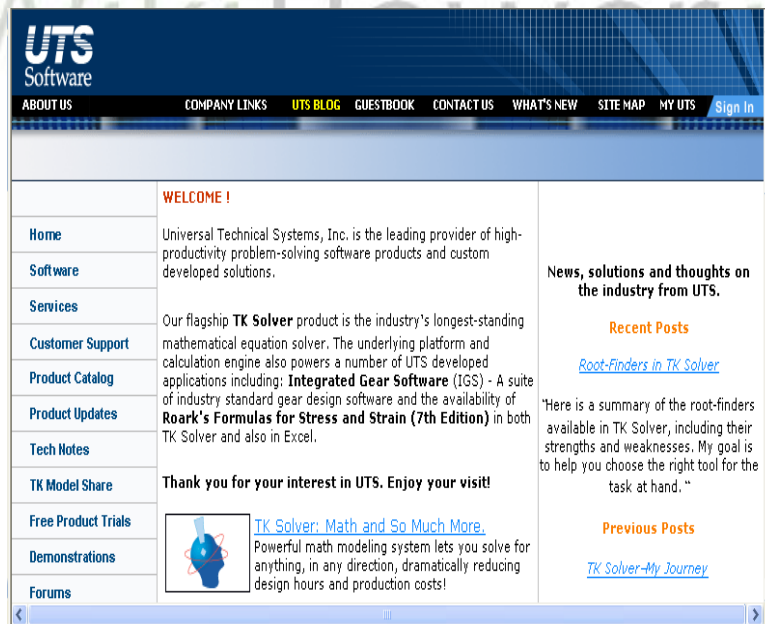 UTS
Software
ABOUT US COMPANY LINKS UTS BLOG GUESTBOOK CONTACT US WHAT'S NEW SITE MAP MY UTS Sign In
Home
Software
Services
Customer Support
Product Catalog
Product Updates
Tech Notes
TK Model Share
Free Product Trials
Demonstrations
Forums
WELCOME !
Universal Technical Systems, Inc. is the leading provider of high-
productivity problem-solving software products and custom
developed solutions.
Our flagship TK Solver product is the industry's longest-standing
mathematical equation solver. The underlying platform and
calculation engine also powers a number of UTS developed
applications including: Integrated Gear Software (IGS) - A suite
of industry standard gear design software and the availability of
Roark's Formulas for Stress and Strain (7th Edition) in both
TK Solver and also in Excel.
Thank you for your interest in UTS. Enjoy your visit!
TK Solver: Math and So Much More.
Powerful math modeling system lets you solve for
anything, in any direction, dramatically reducing
design hours and production costs!
News, solutions and thoughts on
the industry from UTS.
Recent Posts
Root-Finders in TK Solver
"Here is a summary of the root-finders
available in TK Solver, including their
strengths and weaknesses. My goal is
to help you choose the right tool for the
task at hand. "
Previous Posts
TK Solver-My Journey